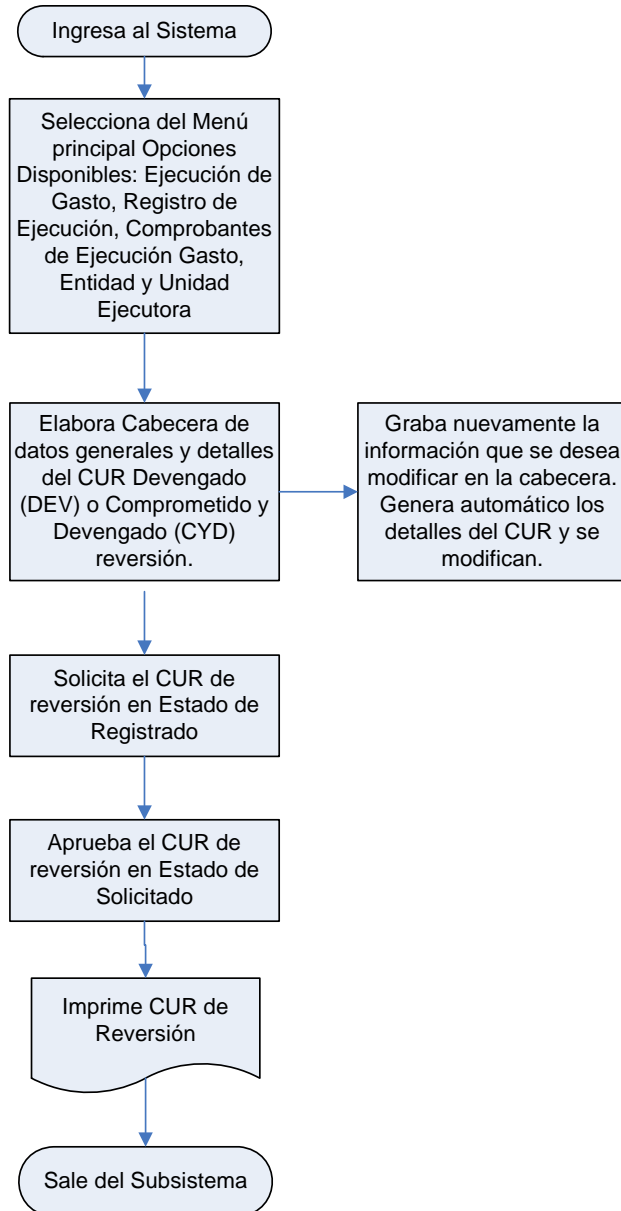 Ingresa al Sistema
Selecciona del Menú
principal Opciones
Disponibles: Ejecución de
Gasto, Registro de
Ejecución, Comprobantes
de Ejecución Gasto,
Entidad y Unidad
Ejecutora
Elabora Cabecera de
datos generales y detalles
del CUR Devengado
(DEV) o Comprometido y
Devengado (CYD)
reversión.
Graba nuevamente la
información que se desea
modificar en la cabecera.
Genera automático los
detalles del CUR y se
modifican.
Solicita el CUR de
reversión en Estado de
Registrado
Aprueba el CUR de
reversión en Estado de
Solicitado
Imprime CUR de
Reversión
Sale del Subsistema